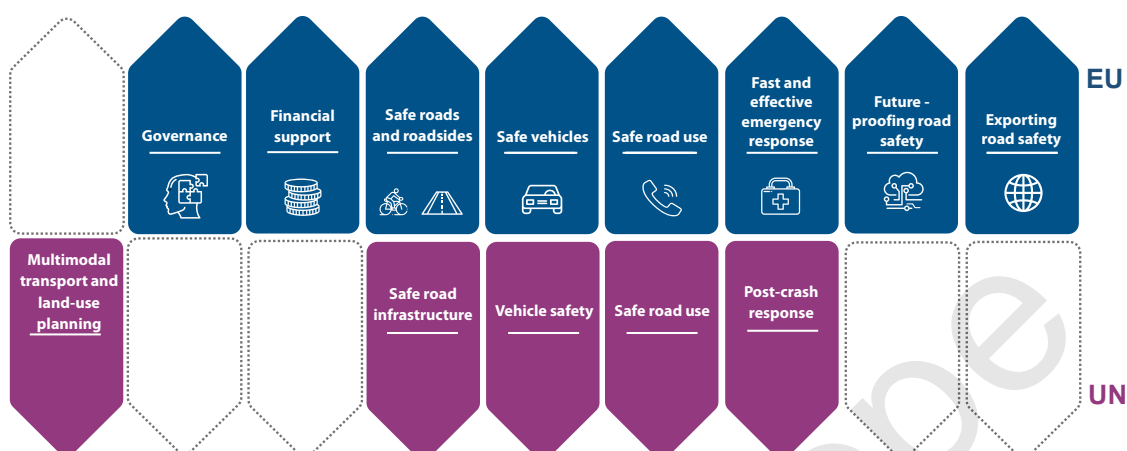 EU
Governance
Financial
support
Safe roads
and roadsides
Safe vehicles
Safe road use
Fast and
effective
emergency
response
Future -
proofing road
safety
Exporting
road safety
Multimodal
transport and
land-use
planning
Safe road
infrastructure
Vehicle safety
Safe road use
Post-crash
response
UN